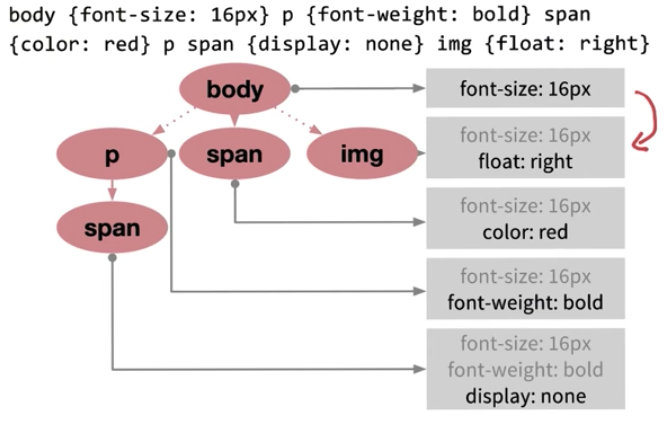 body {font-size: 16px} p {font-weight: bold} span
{color: red} p span {display: none} img {float: right}
body
font-size: 16px
p
span
img
font-size: 16px
float: right
span
font-size: 16px
color: red
font-size: 16px
font-weight: bold
font-size: 16px
font-weight: bold
display: none